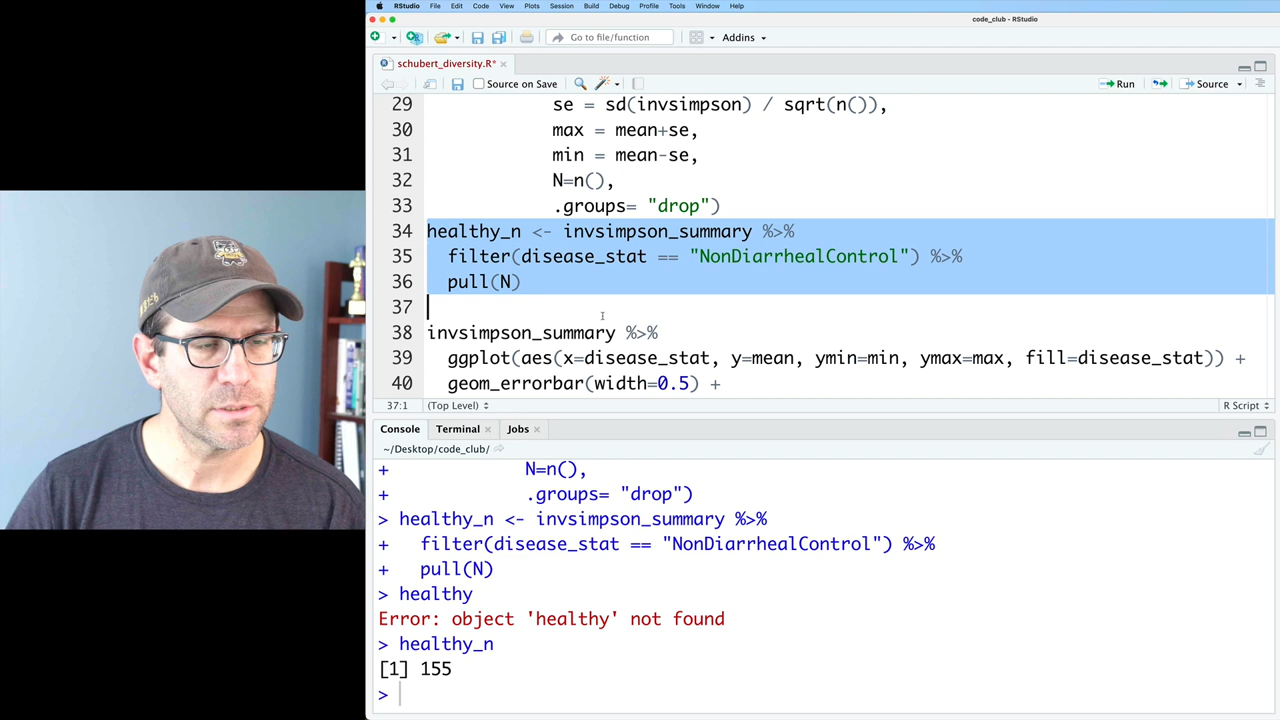 RStudio File Edit Code View Plots Session Build Debug Profile Tools Window Help
code_club - RStudio
Go to file/function Addins
schubert_diversity.R*
Source on Save Run Source
29 se = sd(invsimpson) / sqrt(n()),
30 max = mean+se,
31 min = mean-se,
32 N=n(),
33 .groups= "drop")
34 healthy_n <- invsimpson_summary %>%
35 filter(disease_stat == "NonDiarrhealControl") %>%
36 pull(N)
37
38 invsimpson_summary %>%
39 ggplot(aes(x=disease_stat, y=mean, ymin=min, ymax=max, fill=disease_stat)) +
40 geom_errorbar(width=0.5) +
37:1 (Top Level) R Script
Console Terminal Jobs
~/Desktop/code_club/
+ N=n(),
+ .groups= "drop")
> healthy_n <- invsimpson_summary %>%
+ filter(disease_stat == "NonDiarrhealControl") %>%
+ pull(N)
> healthy
Error: object 'healthy' not found
> healthy_n
[1] 155
>